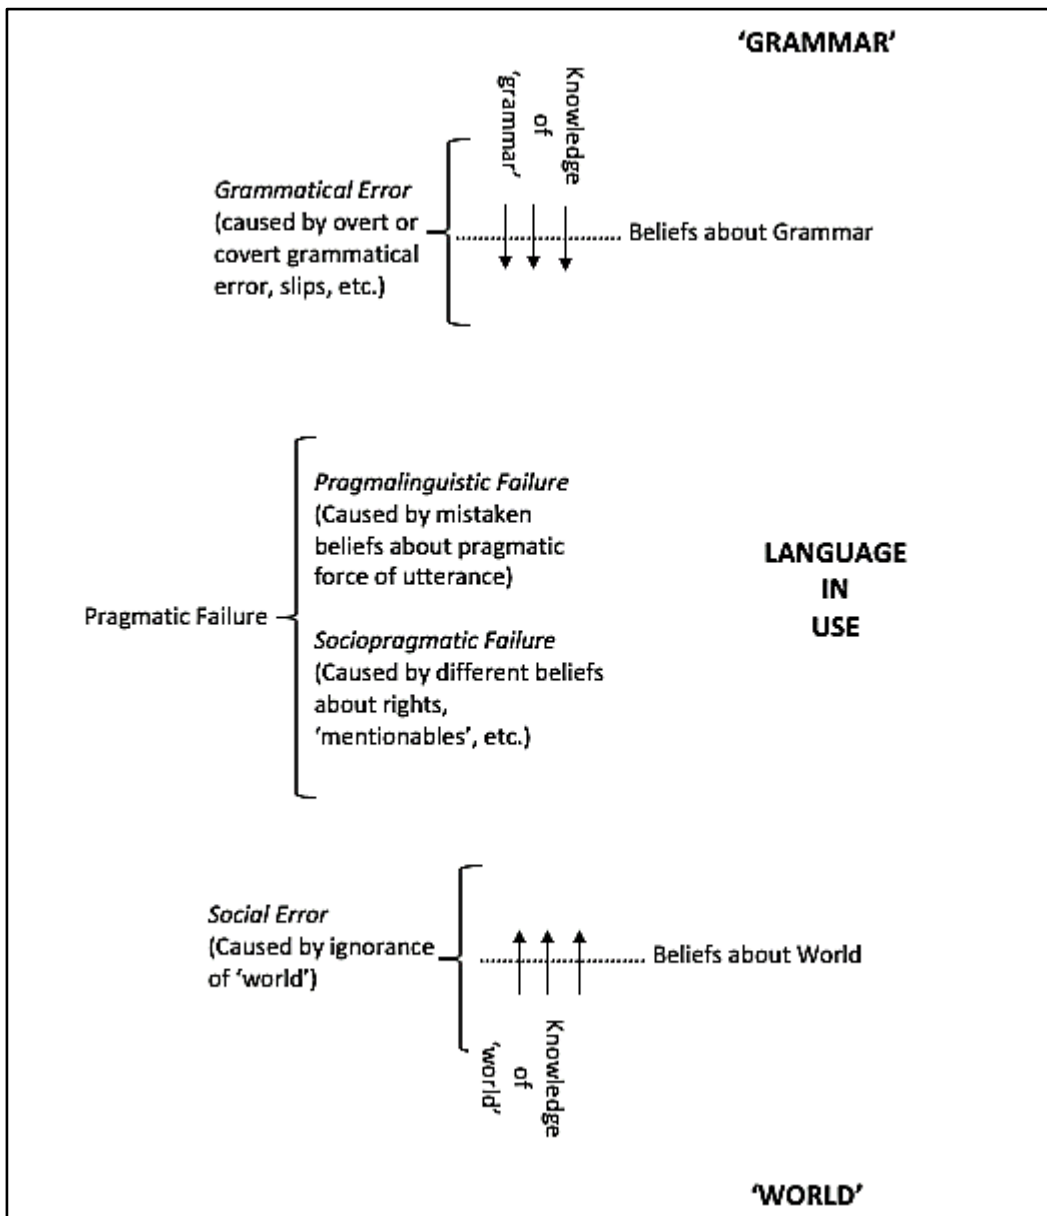 ‘GRAMMAR’
Knowledge
of
‘grammar’
Grammatical Error
(caused by overt or
covert grammatical
error, slips, etc.)
Beliefs about Grammar
Pragmalinguistic Failure
(Caused by mistaken
beliefs about pragmatic
force of utterance)
LANGUAGE
IN
USE
Pragmatic Failure
Sociopragmatic Failure
(Caused by different beliefs
about rights,
‘mentionables’, etc.)
Social Error
(Caused by ignorance
of ‘world’)
Beliefs about World
Knowledge
of
‘world’
‘WORLD’